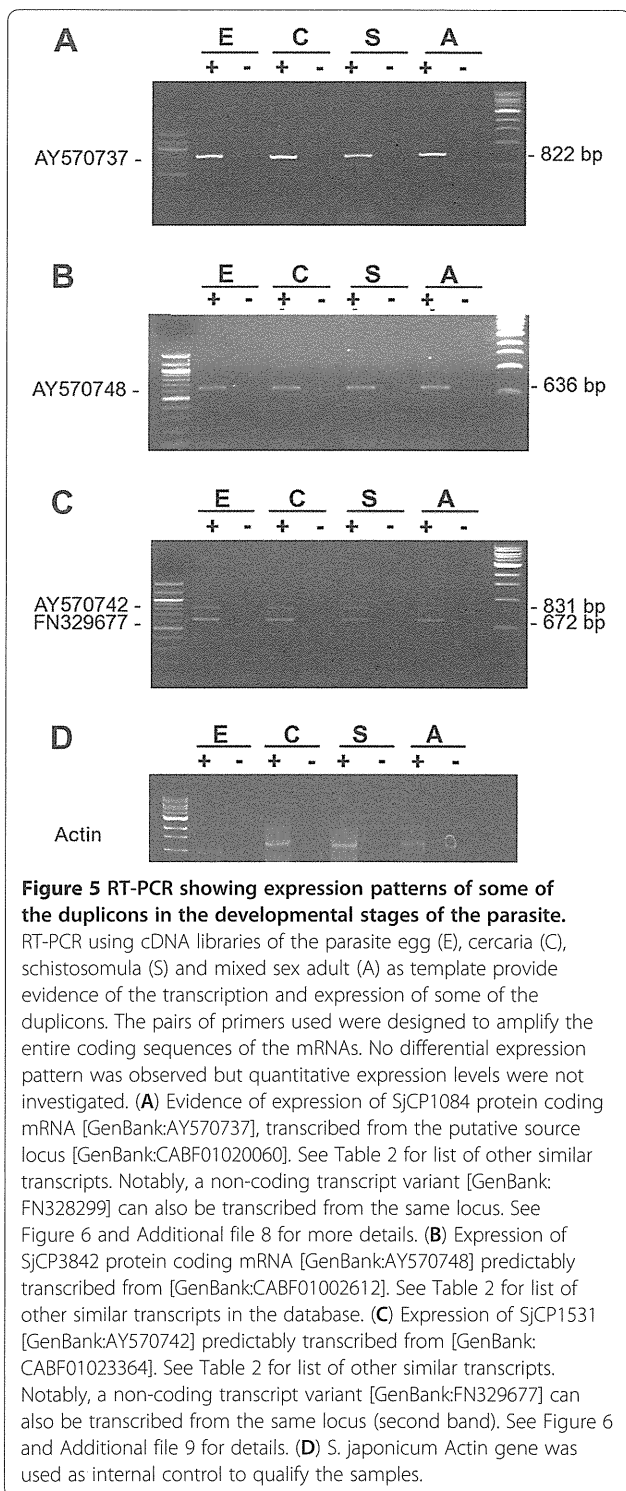 A
E C S A
+ - + - + - + -
AY570737 - - 822 bp
B
E C S A
+ - + - + - + -
AY570748 - - 636 bp
C
E C S A
+ - + - + - + -
AY570742 - - 831 bp
FN329677 - - 672 bp
D
E C S A
+ - + - + - + -
Actin
Figure 5 RT-PCR showing expression patterns of some of
the duplicons in the developmental stages of the parasite.
RT-PCR using cDNA libraries of the parasite egg (E), cercaria (C),
schistosomula (S) and mixed sex adult (A) as template provide
evidence of the transcription and expression of some of the
duplicons. The pairs of primers used were designed to amplify the
entire coding sequences of the mRNAs. No differential expression
pattern was observed but quantitative expression levels were not
investigated. (A) Evidence of expression of SjCP1084 protein coding
mRNA [GenBank:AY570737], transcribed from the putative source
locus [GenBank:CABF01020060]. See Table 2 for list of other similar
transcripts. Notably, a non-coding transcript variant [GenBank:
FN328299] can also be transcribed from the same locus. See
Figure 6 and Additional file 8 for more details. (B) Expression of
SjCP3842 protein coding mRNA [GenBank:AY570748] predictably
transcribed from [GenBank:CABF01002612]. See Table 2 for list of
other similar transcripts in the database. (C) Expression of SjCP1531
[GenBank:AY570742] predictably transcribed from [GenBank:
CABF01023364]. See Table 2 for list of other similar transcripts.
Notably, a non-coding transcript variant [GenBank:FN329677] can
also be transcribed from the same locus (second band). See Figure 6
and Additional file 9 for details. (D) S. japonicum Actin gene was
used as internal control to qualify the samples.